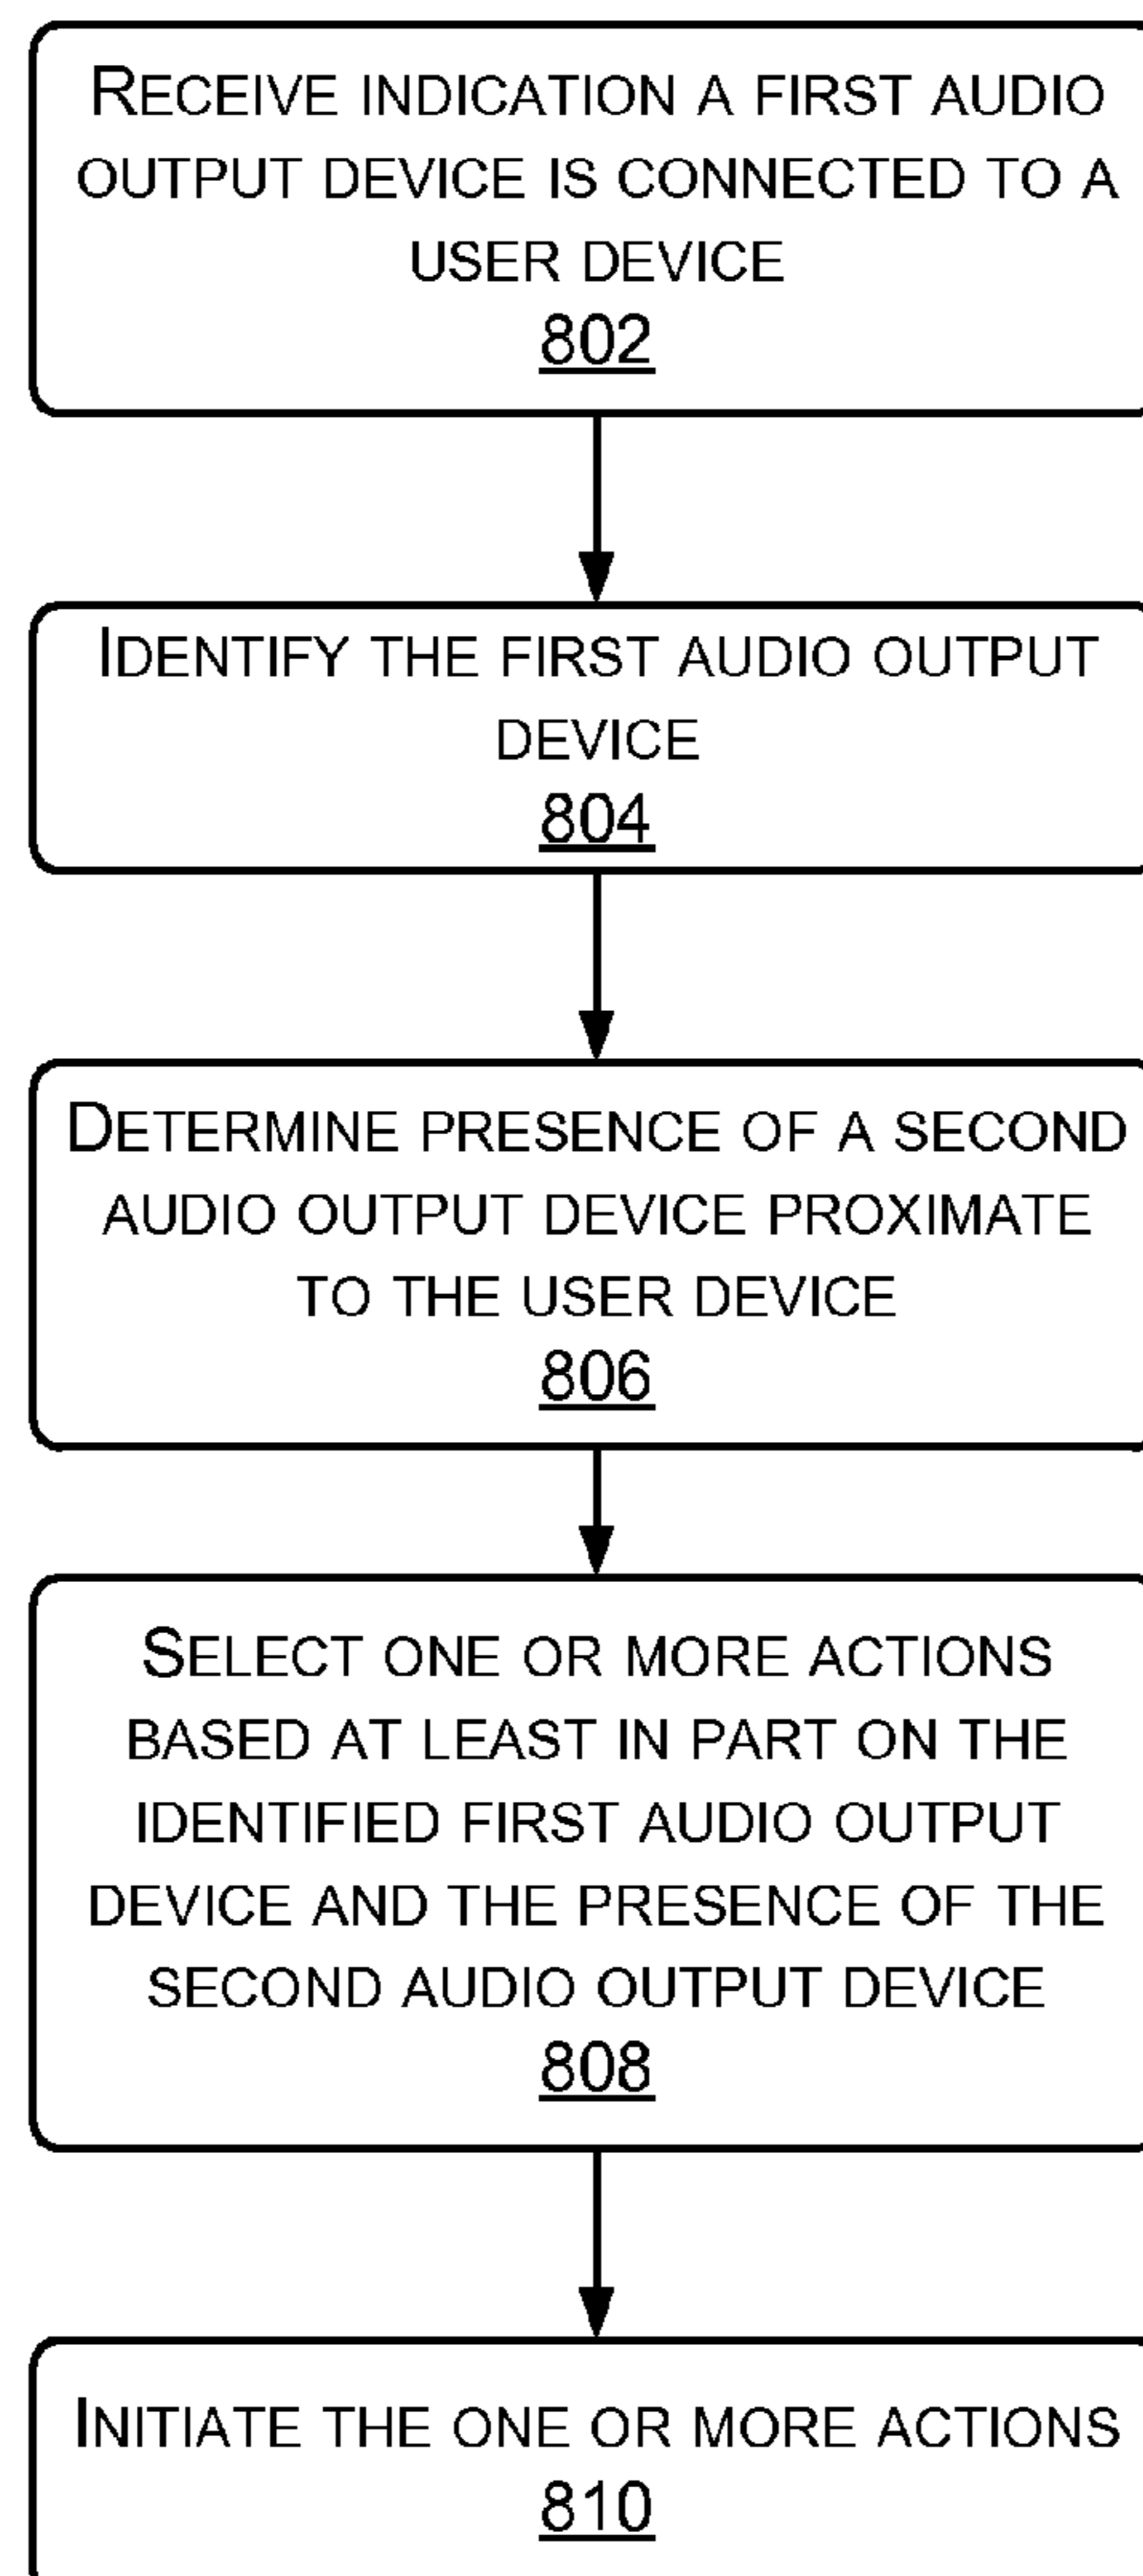 RECEIVE INDICATION A FIRST AUDIO
OUTPUT DEVICE IS CONNECTED TO A
USER DEVICE
802
IDENTIFY THE FIRST AUDIO OUTPUT
DEVICE
804
DETERMINE PRESENCE OF A SECOND
AUDIO OUTPUT DEVICE PROXIMATE
TO THE USER DEVICE
806
SELECT ONE OR MORE ACTIONS
BASED AT LEAST IN PART ON THE
IDENTIFIED FIRST AUDIO OUTPUT
DEVICE AND THE PRESENCE OF THE
SECOND AUDIO OUTPUT DEVICE
808
INITIATE THE ONE OR MORE ACTIONS
810